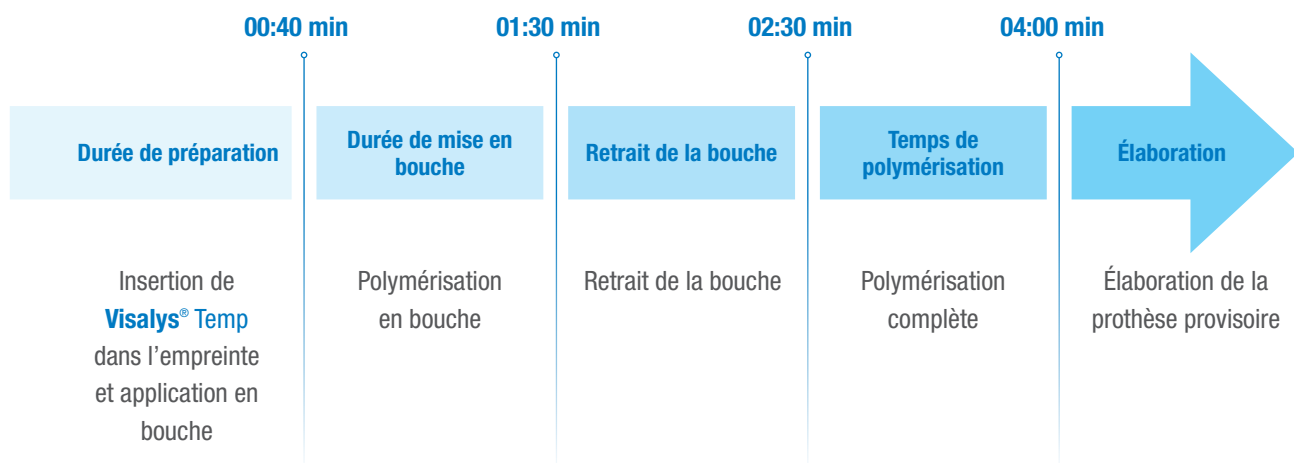 00:40 min
01:30 min
02:30 min
04:00 min
Durée de préparation
Durée de mise en
bouche
Retrait de la bouche
Temps de
polymérisation
Élaboration
Insertion de
Visalys® Temp
dans l’empreinte
et application en
bouche
Polymérisation
en bouche
Retrait de la bouche
Polymérisation
complète
Élaboration de la
prothèse provisoire